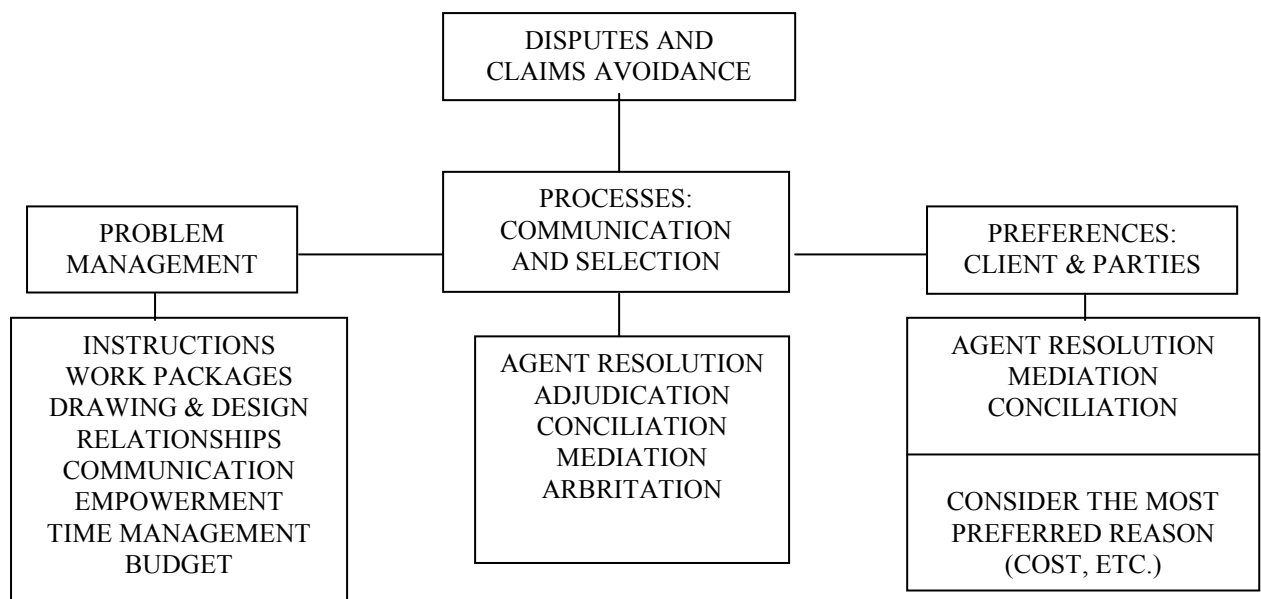 DISPUTES AND
CLAIMS AVOIDANCE
PROCESSES:
COMMUNICATION
AND SELECTION
PROBLEM
MANAGEMENT
PREFERENCES:
CLIENT & PARTIES
INSTRUCTIONS
WORK PACKAGES
DRAWING & DESIGN
RELATIONSHIPS
COMMUNICATION
EMPOWERMENT
TIME MANAGEMENT
BUDGET
AGENT RESOLUTION
ADJUDICATION
CONCILIATION
MEDIATION
ARBRITATION
AGENT RESOLUTION
MEDIATION
CONCILIATION
CONSIDER THE MOST
PREFERRED REASON
(COST, ETC.)